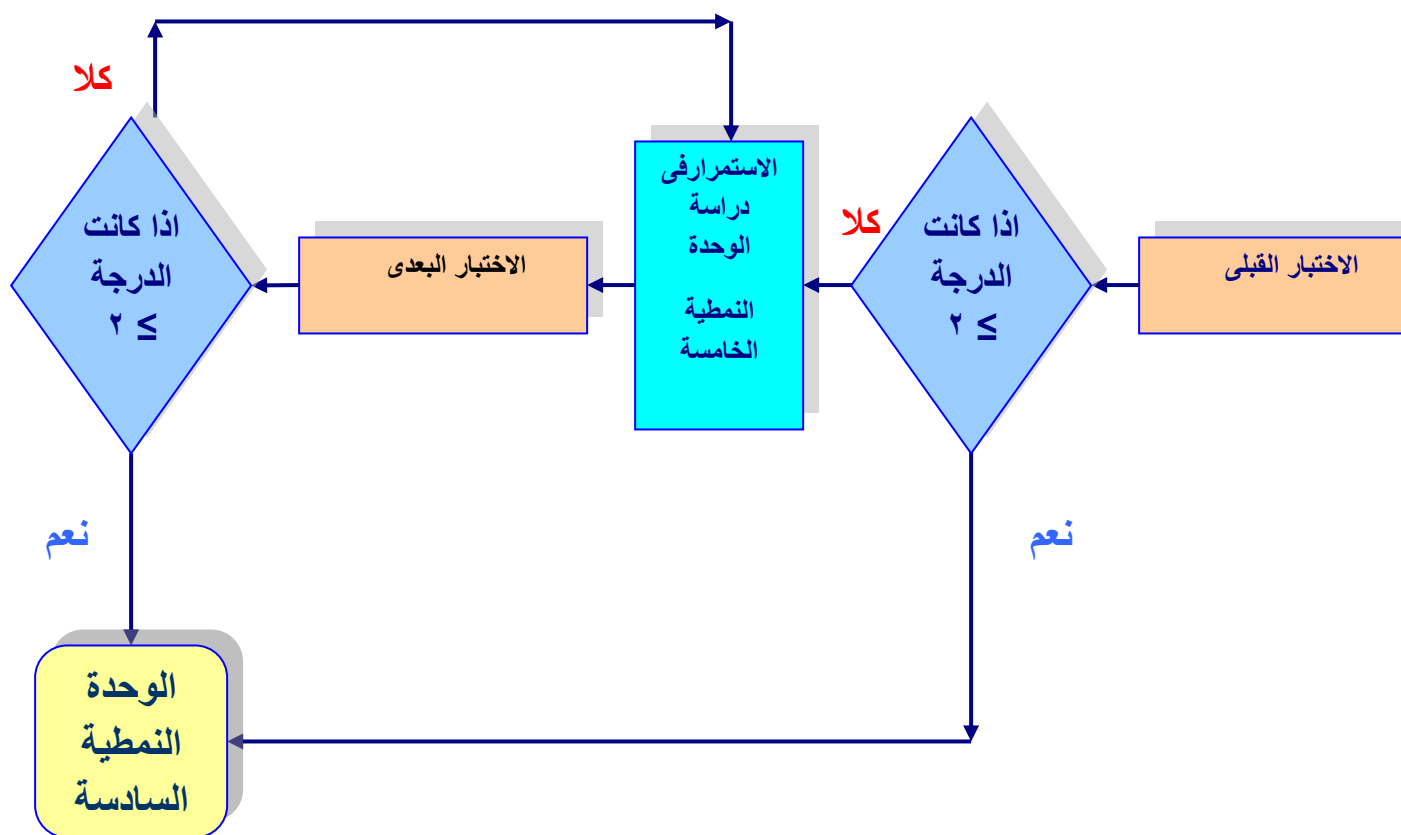 كلا
الاختبار القبلى
اذا كانت
الدرجة
≥ ٢
كلا
نعم
الاستمرارفى
دراسة
الوحدة
النمطية
الخامسة
الاختبار البعدى
اذا كانت
الدرجة
≥ ٢
نعم
الوحدة
النمطية
السادسة